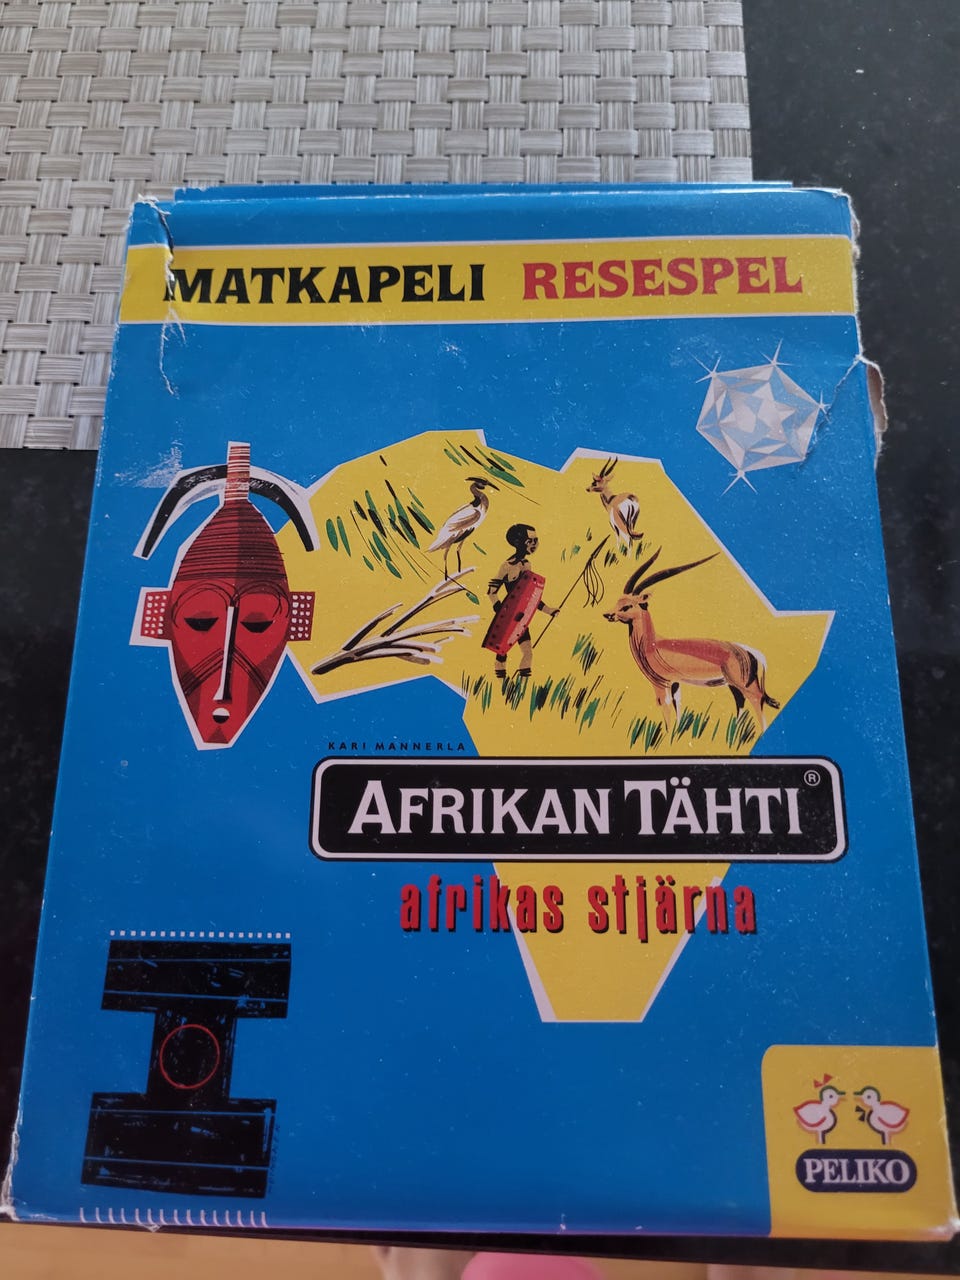 MATKAPELI RESESPEL
KARI MANNERLA
AFRIKAN TÄHTI®
afrikas stjärna
PELIKO